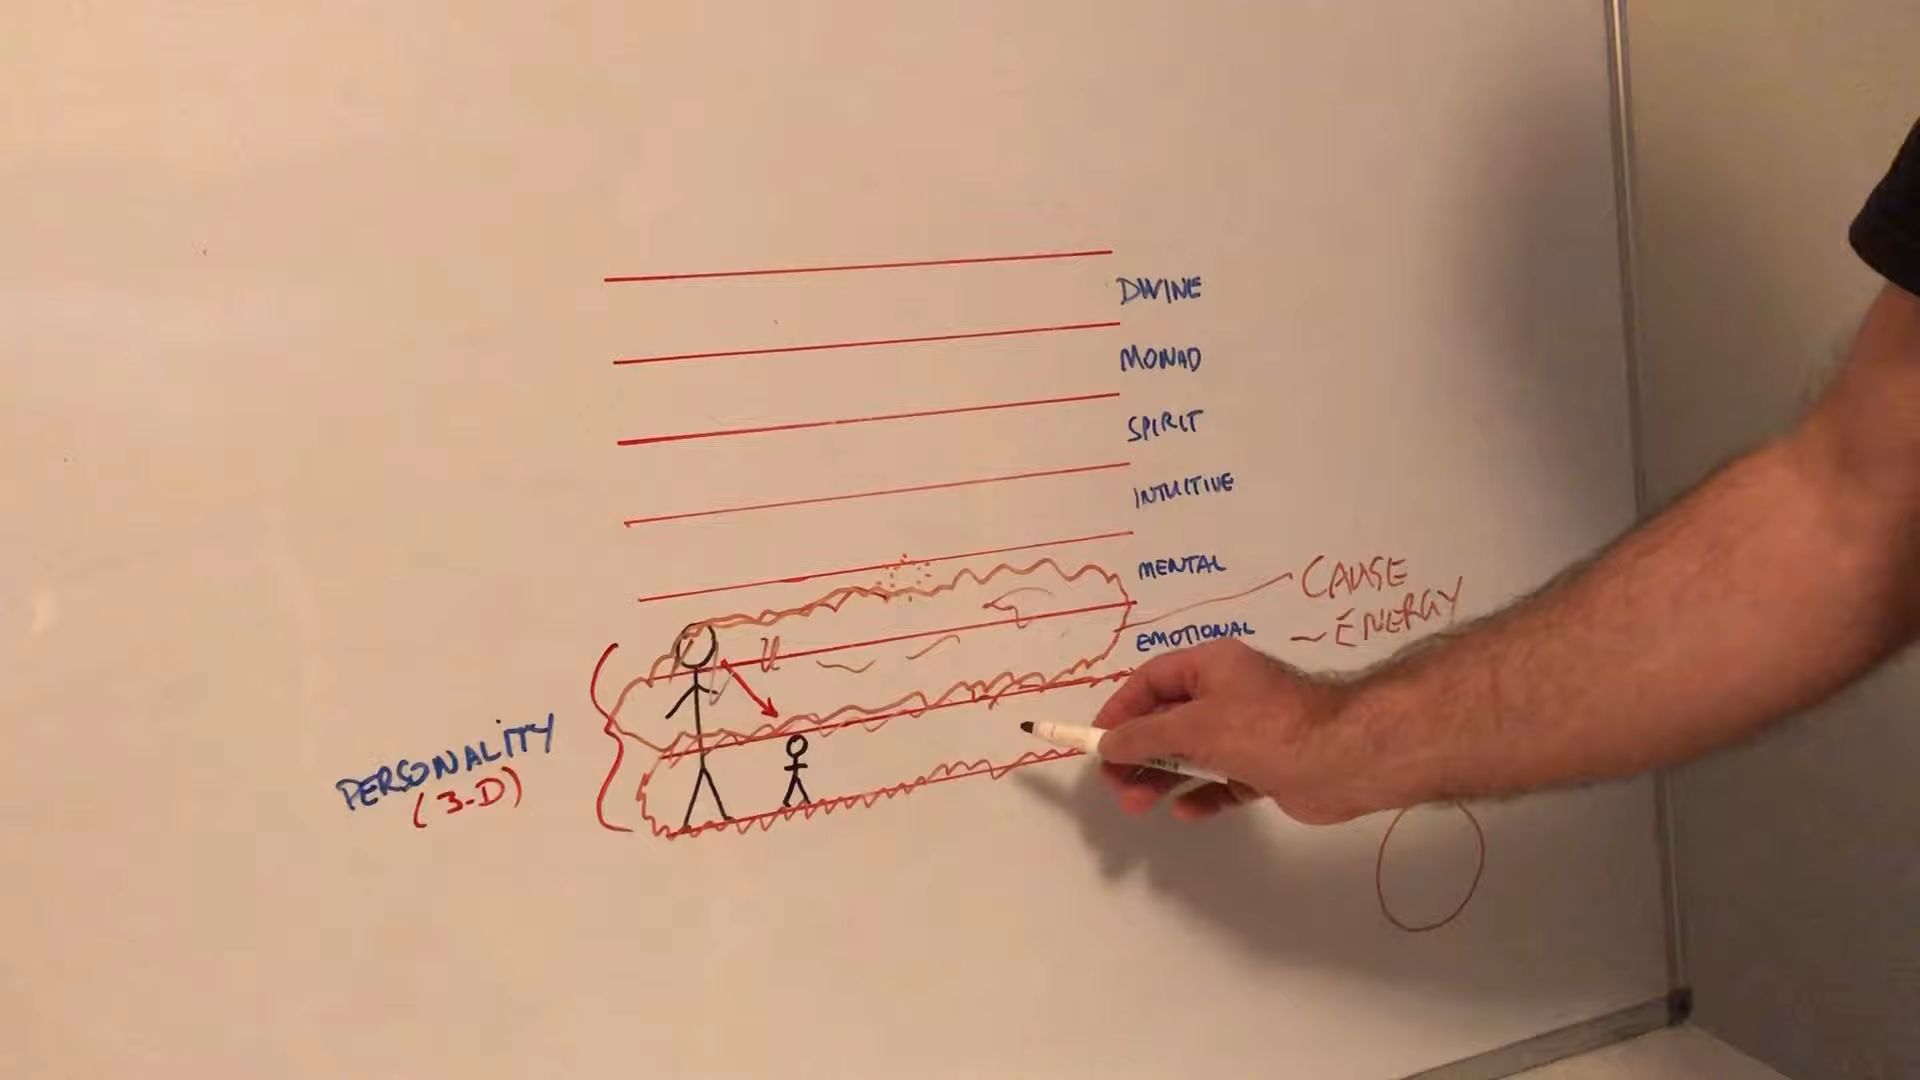 DIVINE
MONAD
SPIRIT
INTUITIVE
MENTAL
CAUSE
EMOTIONAL
- ENERGY
PERSONALITY
(3-D)